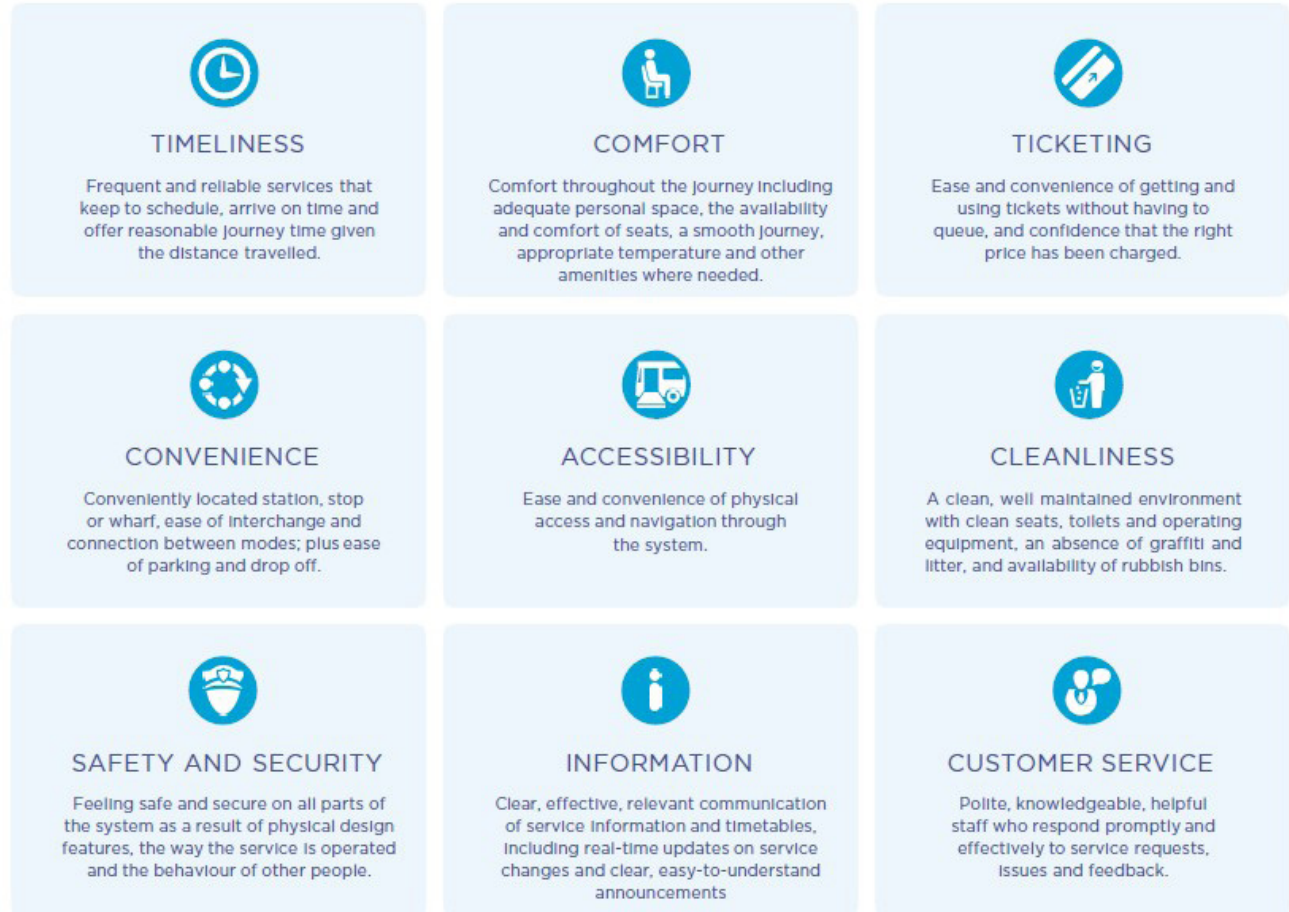 TIMELINESS
Frequent and reliable services that
keep to schedule, arrive on time and
offer reasonable journey time given
the distance travelled.
COMFORT
Comfort throughout the journey including
adequate personal space, the availability
and comfort of seats, a smooth journey,
appropriate temperature and other
amenities where needed.
TICKETING
Ease and convenience of getting and
using tickets without having to
queue, and confidence that the right
price has been charged.
CONVENIENCE
Conveniently located station, stop
or wharf, ease of interchange and
connection between modes; plus ease
of parking and drop off.
ACCESSIBILITY
Ease and convenience of physical
access and navigation through
the system.
CLEANLINESS
A clean, well maintained environment
with clean seats, toilets and operating
equipment, an absence of graffiti and
litter, and availability of rubbish bins.
SAFETY AND SECURITY
Feeling safe and secure on all parts of
the system as a result of physical design
features, the way the service is operated
and the behaviour of other people.
INFORMATION
Clear, effective, relevant communication
of service information and timetables,
including real-time updates on service
changes and clear, easy-to-understand
announcements
CUSTOMER SERVICE
Polite, knowledgeable, helpful
staff who respond promptly and
effectively to service requests,
issues and feedback.